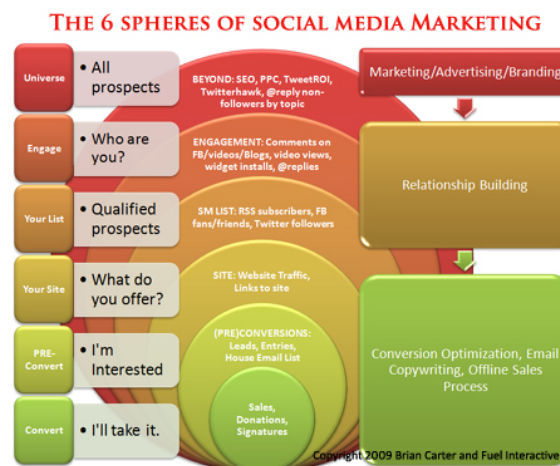 THE 6 SPHERES OF SOCIAL MEDIA MARKETING
Universe
• All
prospects
BEYOND: SEO, PPC, TweetROI,
Twitterhawk, @reply non-
followers by topic
Marketing/Advertising/Branding
Engage
• Who are
you?
ENGAGEMENT: Comments on
FB/videos/Blogs, video views,
widget installs, @replies
Relationship Building
Your List
• Qualified
prospects
SM LIST: RSS subscribers, FB
fans/friends, Twitter followers
Your Site
• What do
you offer?
SITE: Website Traffic,
Links to site
PRE-
Convert
• I'm
Interested
(PRE)CONVERSIONS:
Leads, Entries,
House Email List
Conversion Optimization, Email
Copywriting, Offline Sales
Process
Convert
• I'll take it.
Sales,
Donations,
Signatures
Copyright 2009 Brian Carter and Fuel Interactive